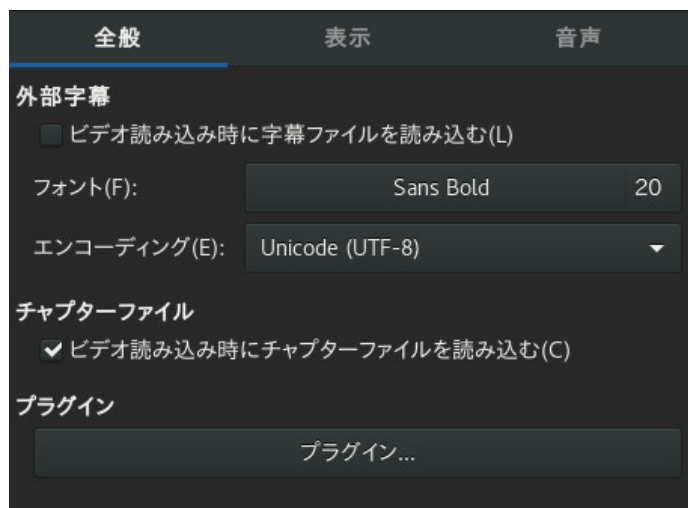 全般 表示 音声
外部字幕
ビデオ読み込み時に字幕ファイルを読み込む(L)
フォント(F): Sans Bold 20
エンコーディング(E): Unicode (UTF-8)
チャプターファイル
ビデオ読み込み時にチャプターファイルを読み込む(C)
プラグイン
プラグイン...